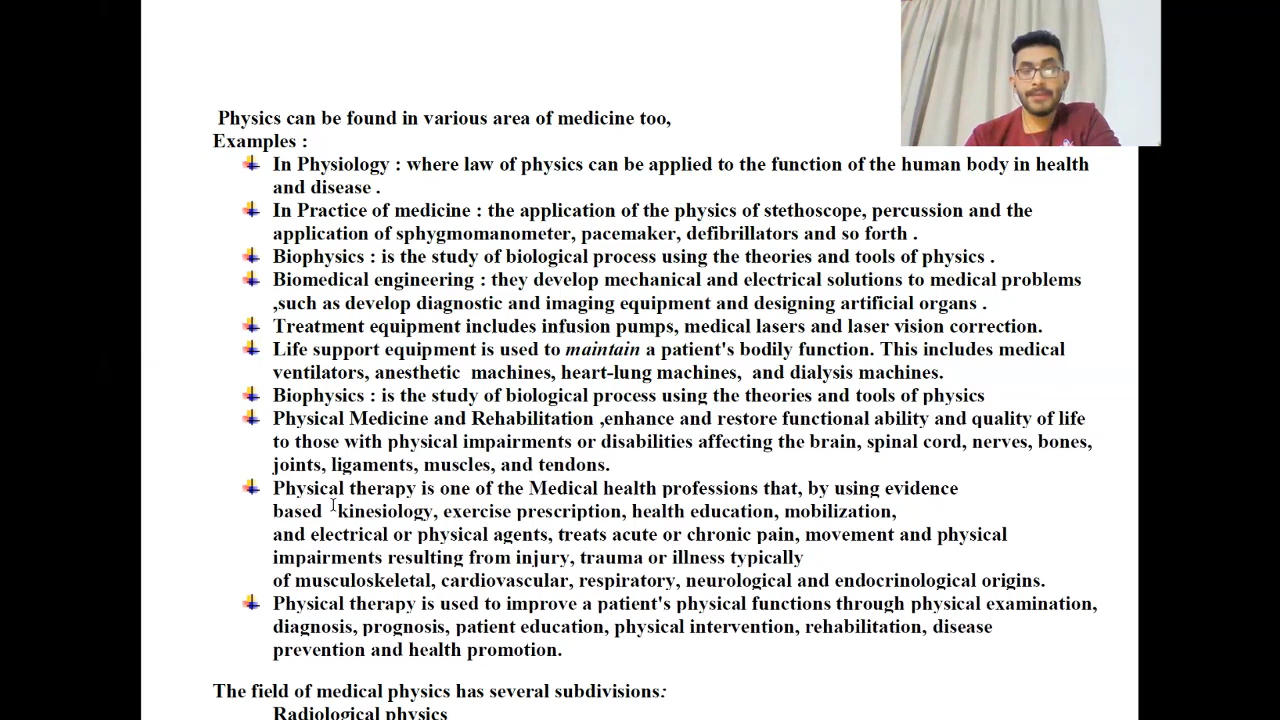 Physics can be found in various area of medicine too,
Examples :
In Physiology : where law of physics can be applied to the function of the human body in health
and disease .
In Practice of medicine : the application of the physics of stethoscope, percussion and the
application of sphygmomanometer, pacemaker, defibrillators and so forth .
Biophysics : is the study of biological process using the theories and tools of physics .
Biomedical engineering : they develop mechanical and electrical solutions to medical problems
,such as develop diagnostic and imaging equipment and designing artificial organs .
Treatment equipment includes infusion pumps, medical lasers and laser vision correction.
Life support equipment is used to maintain a patient's bodily function. This includes medical
ventilators, anesthetic machines, heart-lung machines, and dialysis machines.
Biophysics : is the study of biological process using the theories and tools of physics
Physical Medicine and Rehabilitation ,enhance and restore functional ability and quality of life
to those with physical impairments or disabilities affecting the brain, spinal cord, nerves, bones,
joints, ligaments, muscles, and tendons.
Physical therapy is one of the Medical health professions that, by using evidence
based kinesiology, exercise prescription, health education, mobilization,
and electrical or physical agents, treats acute or chronic pain, movement and physical
impairments resulting from injury, trauma or illness typically
of musculoskeletal, cardiovascular, respiratory, neurological and endocrinological origins.
Physical therapy is used to improve a patient's physical functions through physical examination,
diagnosis, prognosis, patient education, physical intervention, rehabilitation, disease
prevention and health promotion.
The field of medical physics has several subdivisions:
Radiological physics